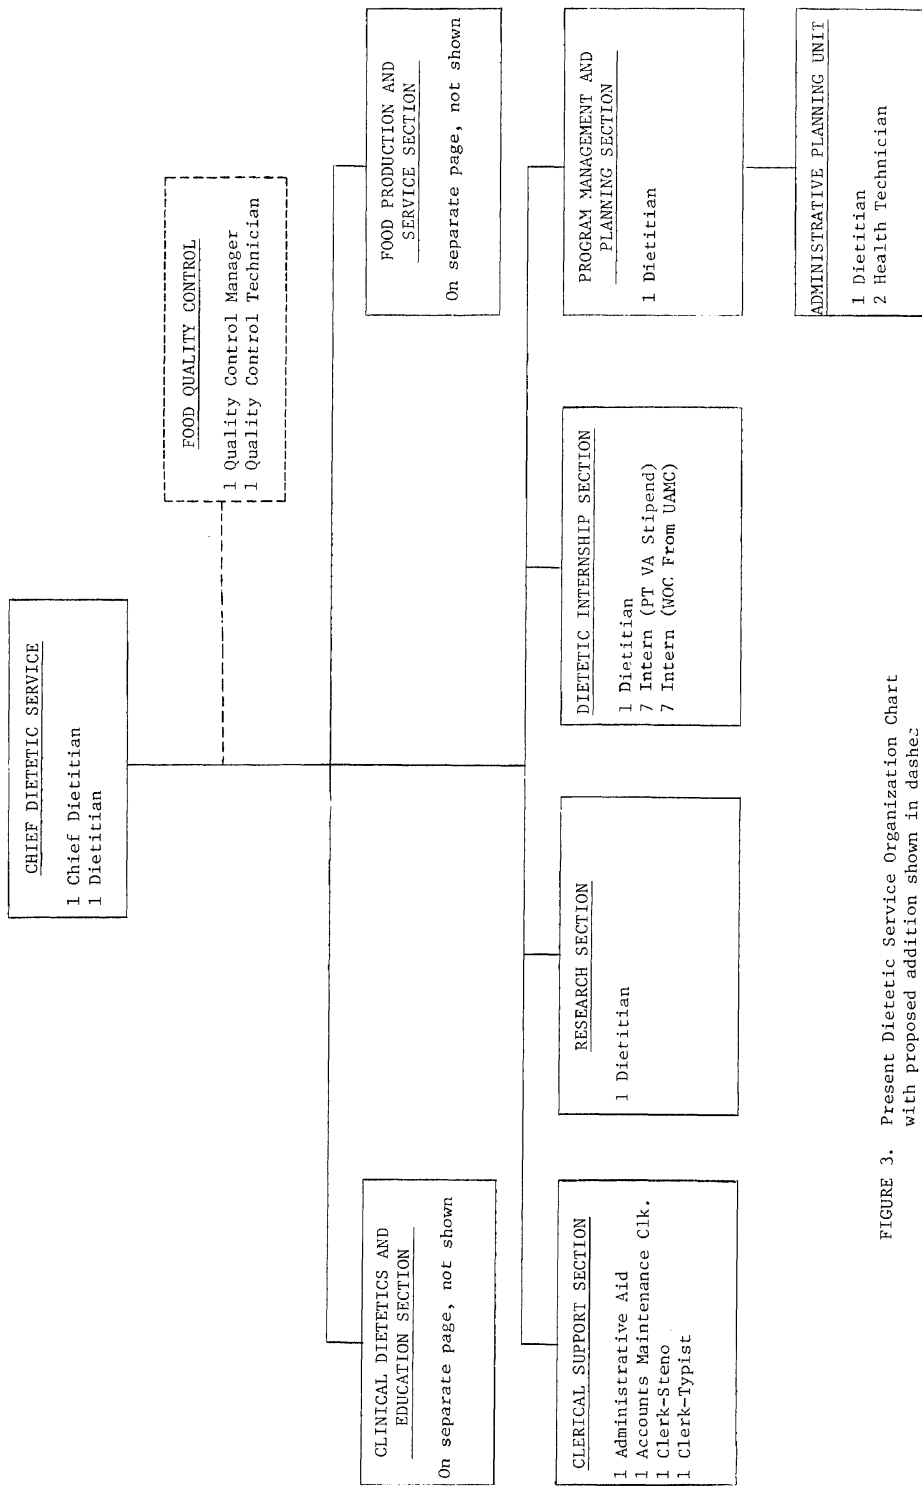 CHIEF DIETETIC SERVICE
1 Chief Dietitian
1 Dietitian
FOOD QUALITY CONTROL
1 Quality Control Manager
1 Quality Control Technician
CLINICAL DIETETICS AND
EDUCATION SECTION
On separate page, not shown
FOOD PRODUCTION AND
SERVICE SECTION
On separate page, not shown
CLERICAL SUPPORT SECTION
1 Administrative Aid
1 Accounts Maintenance Clk.
1 Clerk-Steno
1 Clerk-Typist
RESEARCH SECTION
1 Dietitian
DIETETIC INTERNSHIP SECTION
1 Dietitian
7 Intern (PT VA Stipend)
7 Intern (WOC From UAMC)
PROGRAM MANAGEMENT AND
PLANNING SECTION
1 Dietitian
ADMINISTRATIVE PLANNING UNIT
1 Dietitian
2 Health Technician
FIGURE 3. Present Dietetic Service Organization Chart
with proposed addition shown in dashes